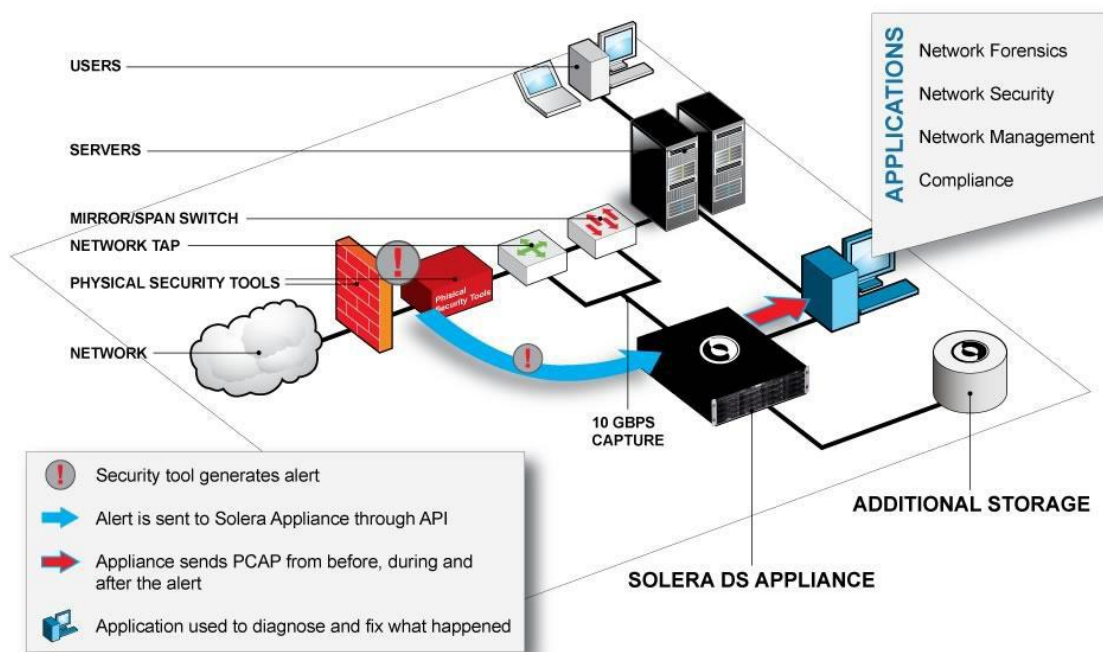 USERS
SERVERS
MIRROR/SPAN SWITCH
NETWORK TAP
PHYSICAL SECURITY TOOLS
NETWORK
Phisical
Security Tools
10 GBPS
CAPTURE
SOLERA DS APPLIANCE
ADDITIONAL STORAGE
APPLICATIONS
Network Forensics
Network Security
Network Management
Compliance
Security tool generates alert
Alert is sent to Solera Appliance through API
Appliance sends PCAP from before, during and
after the alert
Application used to diagnose and fix what happened